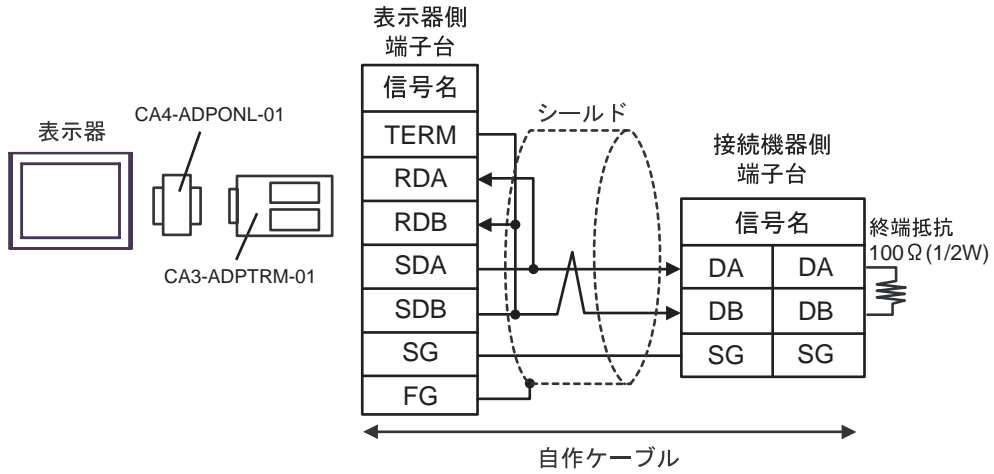 表示器
CA4-ADPONL-01
CA3-ADPTRM-01
表示器側
端子台
信号名
TERM
RDA
RDB
SDA
SDB
SG
FG
シールド
接続機器側
端子台
信号名
DA DA
DB DB
SG SG
終端抵抗
100Ω(1/2W)
自作ケーブル